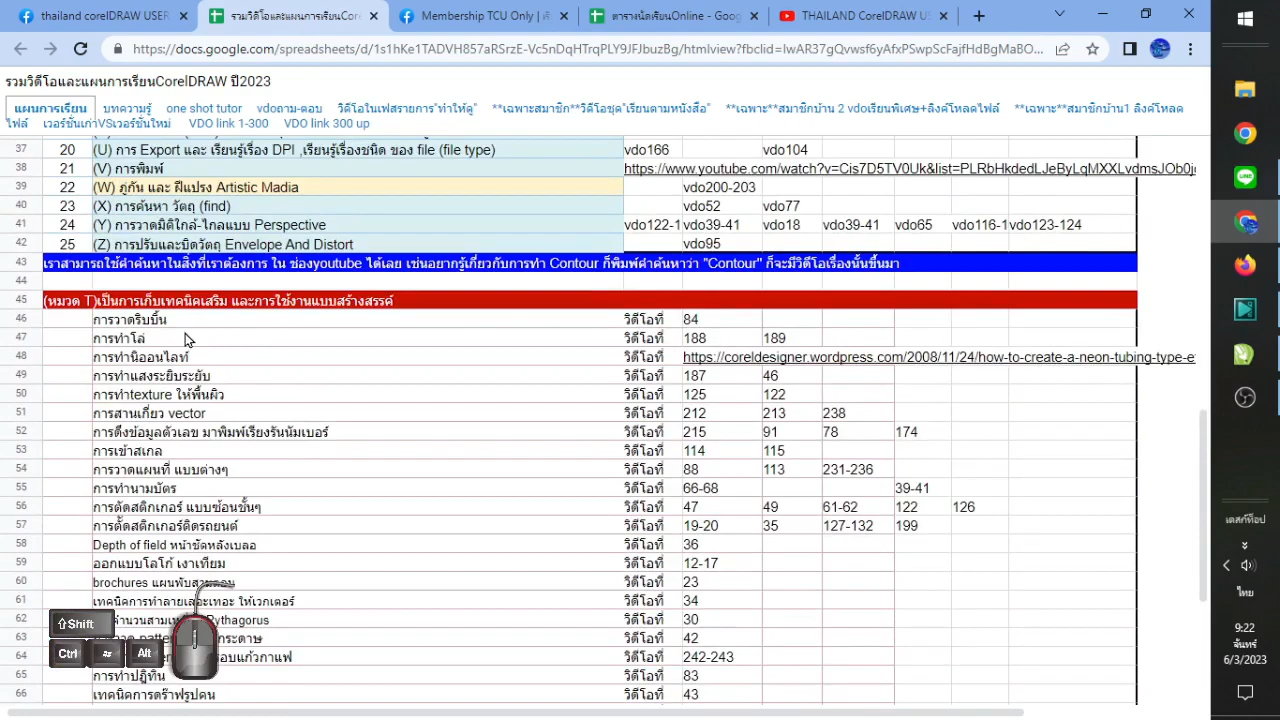 thailand corelDRAW USER
รวมวิดีโอและแผนการเรียนCore
Membership TCU Only | เ
ตารางนัดเรียนOnline - Goog
THAILAND CorelDRAW US
https://docs.google.com/spreadsheets/d/1s1hKe1TADVH857aRSrzE-Vc5nDqHTrqPLY9JFJbuzBg/htmlview?fbclid=IwAR37gQvwsf6yAfxPSwpScFajfHdBgMaBO...
รวมวิดีโอและแผนการเรียนCorelDRAW ปี2023
แผนการเรียน บทความรู้ one shot tutor vdoถาม-ตอบ วิดีโอในเฟสรายการ"ทำให้ดู" **เฉพาะสมาชิก**วิดีโอชุด"เรียนตามหนังสือ" **เฉพาะ**สมาชิกบ้าน 2 vdoเรียนพิเศษ+ลิงค์โหลดไฟล์ **เฉพาะ**สมาชิกบ้าน1 ลิงค์โหลด
ไฟล์ เวอร์ชั่นเก่าVSเวอร์ชั่นใหม่ VDO link 1-300 VDO link 300 up
37 20 (U) การ Export และ เรียนรู้เรื่อง DPI ,เรียนรู้เรื่องชนิด ของ file (file type) vdo166 vdo104
38 21 (V) การพิมพ์ https://www.youtube.com/watch?v=Cis7D5TV0Uk&list=PLRbHkdedLJeByLqMXXLvdmsJOb0j
39 22 (W) ภู่กัน และ ฝีแปรง Artistic Madia vdo200-203
40 23 (X) การค้นหา วัตถุ (find) vdo52 vdo77
41 24 (Y) การวาดมิติใกล้-ไกลแบบ Perspective vdo122-1 vdo39-41 vdo18 vdo39-41 vdo65 vdo116-1 vdo123-124
42 25 (Z) การปรับและบิดวัตถุ Envelope And Distort vdo95
43 เราสามารถใช้คำค้นหาในสิ่งที่เราต้องการ ใน ช่องyoutube ได้เลย เช่นอยากรู้เกี่ยวกับการทำ Contour ก็พิมพ์คำค้นหาว่า "Contour" ก็จะมีวิดีโอเรื่องนั้นขึ้นมา
44
45 (หมวด T)เป็นการเก็บเทคนิคเสริม และการใช้งานแบบสร้างสรรค์
46 การวาดริบบิ้น วิดีโอที่ 84
47 การทำโล่ วิดีโอที่ 188 189
48 การทำนิออนไลท์ วิดีโอที่ https://coreldesigner.wordpress.com/2008/11/24/how-to-create-a-neon-tubing-type-e
49 การทำแสงระยิบระยับ วิดีโอที่ 187 46
50 การทำtexture ให้พื้นผิว วิดีโอที่ 125 122
51 การสานเกี่ยว vector วิดีโอที่ 212 213 238
52 การดึงข้อมูลตัวเลข มาพิมพ์เรียงรันนัมเบอร์ วิดีโอที่ 215 91 78 174
53 การเข้าสเกล วิดีโอที่ 114 115
54 การวาดแผนที่ แบบต่างๆ วิดีโอที่ 88 113 231-236
55 การทำนามบัตร วิดีโอที่ 66-68 39-41
56 การตัดสติกเกอร์ แบบซ้อนชั้นๆ วิดีโอที่ 47 49 61-62 122 126
57 การตัดสติกเกอร์ติดรถยนต์ วิดีโอที่ 19-20 35 127-132 199
58 Depth of field หน้าชัดหลังเบลอ วิดีโอที่ 36
59 ออกแบบโลโก้ เงาเทียม วิดีโอที่ 12-17
60 brochures แผ่นพับ วิดีโอที่ 23
61 เทคนิคการทำลายเลอะเทอะ ให้เวกเตอร์ วิดีโอที่ 34
62 Pythagorus วิดีโอที่ 30
63 วิดีโอที่ 42
64 วิดีโอที่ 242-243
65 การทำปฎิทิน วิดีโอที่ 83
66 เทคนิคการดร๊าฟรูปคน วิดีโอที่ 43
Shift
Ctrl Alt
เดสก์ท็อป
ไทย
9:22
จันทร์
6/3/2023